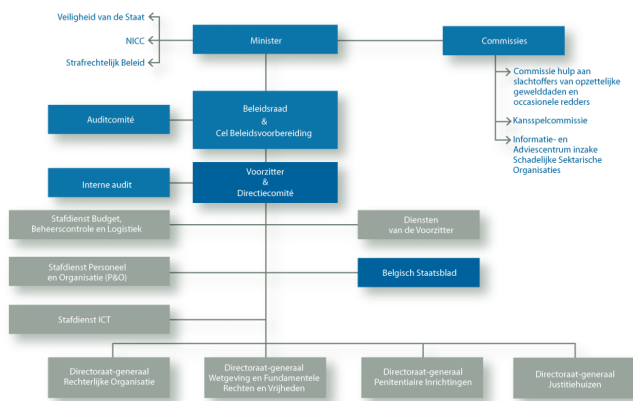 Veiligheid van de Staat
NICC
Strafrechtelijk Beleid
Minister
Commissies
Commissie hulp aan
slachtoffers van opzettelijke
gewelddaden en
occasionele redders
Kansspelcommissie
Informatie- en
Adviescentrum inzake
Schadelijke Sektarische
Organisaties
Auditcomité
Beleidsraad
&
Cel Beleidsvoorbereiding
Interne audit
Voorzitter
&
Directiecomité
Stafdienst Budget,
Beheerscontrole en Logistiek
Diensten
van de Voorzitter
Stafdienst Personeel
en Organisatie (P&O)
Belgisch Staatsblad
Stafdienst ICT
Directoraat-generaal
Rechterlijke Organisatie
Directoraat-generaal
Wetgeving en Fundamentele
Rechten en Vrijheden
Directoraat-generaal
Penitentiaire Inrichtingen
Directoraat-generaal
Justitiehuizen